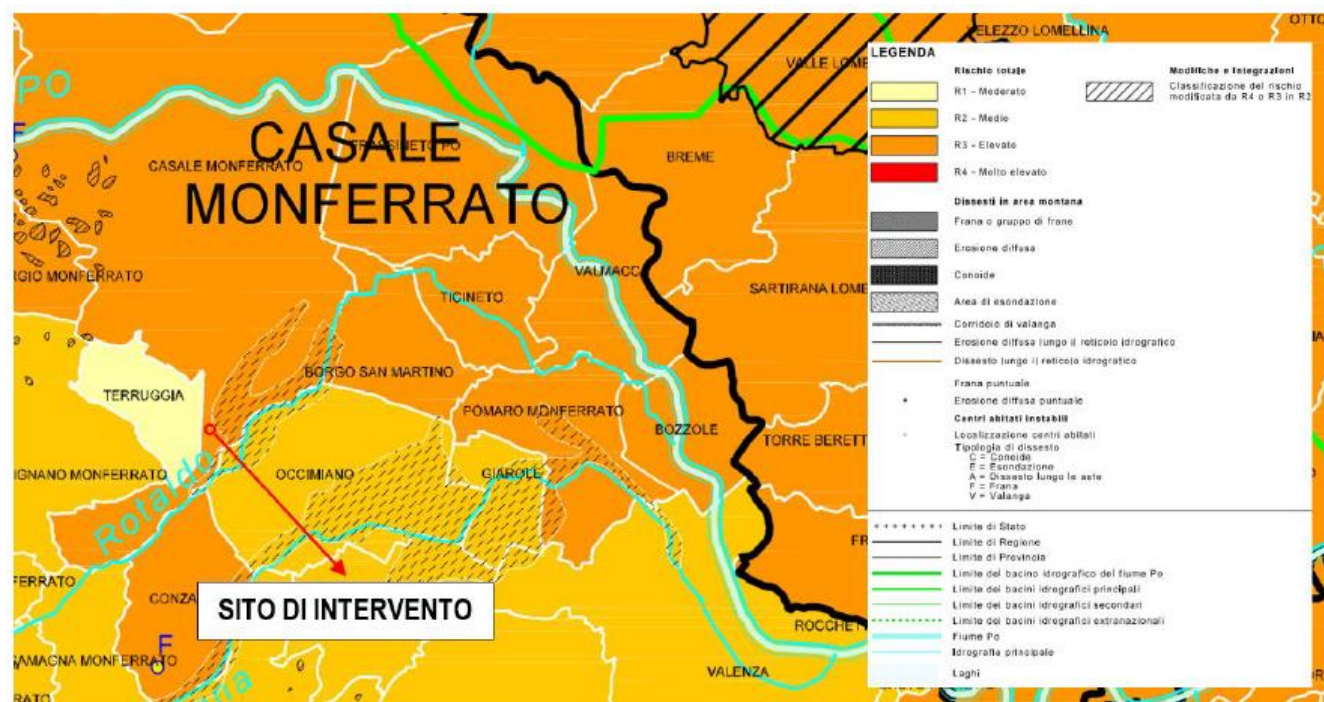 PO
F
CASALE
MONFERRATO
CASALE MONFERRATO
FRASSINETO PO
BREME
VELEZZO LOMELLINA
OTTO
VALLE LOME
RGIO MONFERRATO
VALMACC
TICINETO
SARTIRANA LOME
BORGO SAN MARTINO
TERRUGGIA
POMARO MONFERRATO
BOZZOLE
TORRE BERETT
IGNANO MONFERRATO
OCCIMIANO
GIAROLE
Rotaldo
FR
FERRATO
CONZA
SITO DI INTERVENTO
F
SAMAGNA MONFERRATO
ROCCHETT
VALENZA
RATO
LEGENDA
Rischio totale
R1 - Moderato
R2 - Medio
R3 - Elevato
R4 - Molto elevato
Modifiche e integrazioni
Classificazione del rischio
modificata da R4 o R3 in R2
Dissesti in area montana
Frana o gruppo di frane
Erosione diffusa
Conoide
Area di esondazione
Corridoio di valanga
Erosione diffusa lungo il reticolo idrografico
Dissesto lungo il reticolo idrografico
Frana puntuale
Erosione diffusa puntuale
Centri abitati instabili
Localizzazione centri abitati
Tipologia di dissesto
C = Conoide
E = Esondazione
A = Dissesto lungo le aste
F = Frana
V = Valanga
Limite di Stato
Limite di Regione
Limite di Provincia
Limite del bacino idrografico del fiume Po
Limite dei bacini idrografici principali
Limite dei bacini idrografici secondari
Limite dei bacini idrografici extranazionali
Fiume Po
Idrografia principale
Laghi